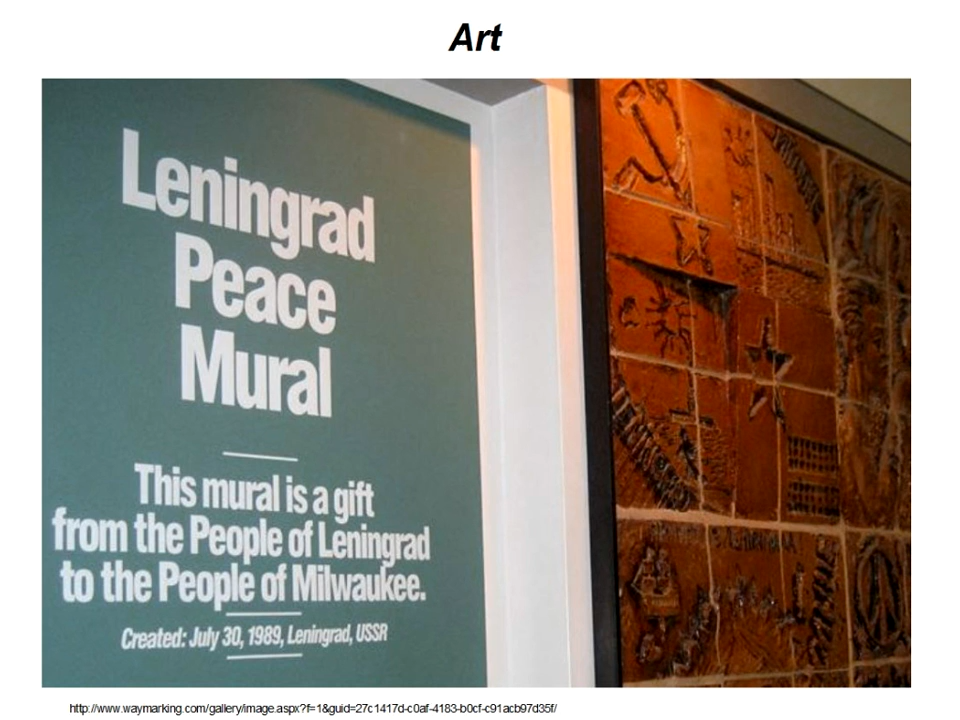 Art
Leningrad
Peace
Mural
This mural is a gift
from the People of Leningrad
to the People of Milwaukee.
Created: July 30, 1989, Leningrad, USSR
http://www.waymarking.com/gallery/image.aspx?f=1&guid=27c1417d-c0af-4183-b0cf-c91acb97d35f/